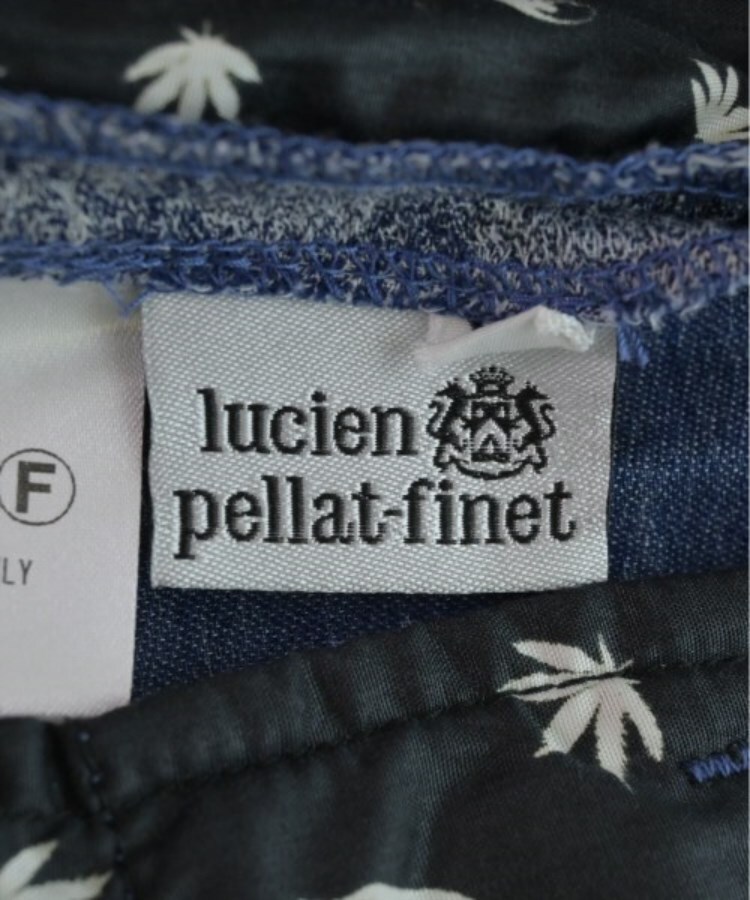 lucien
pellat-finet
F
LY